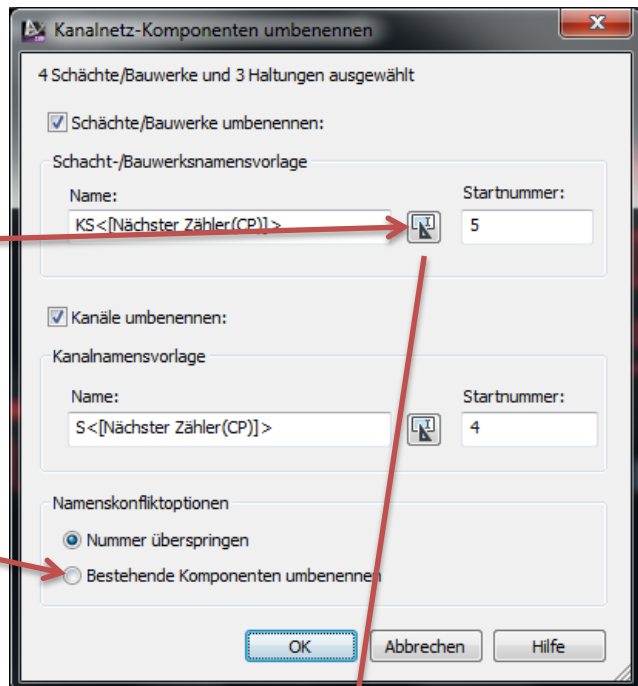 Kanalnetz-Komponenten umbenennen
4 Schächte/Bauwerke und 3 Haltungen ausgewählt
Schächte/Bauwerke umbenennen:
Schacht-/Bauwerksnamensvorlage
Name:
Startnummer:
KS<[Nächster Zähler(CP)]>
5
Kanäle umbenennen:
Kanalnamensvorlage
Name:
Startnummer:
S<[Nächster Zähler(CP)]>
4
Namenskonfliktoptionen
Nummer überspringen
Bestehende Komponenten umbenennen
OK
Abbrechen
Hilfe